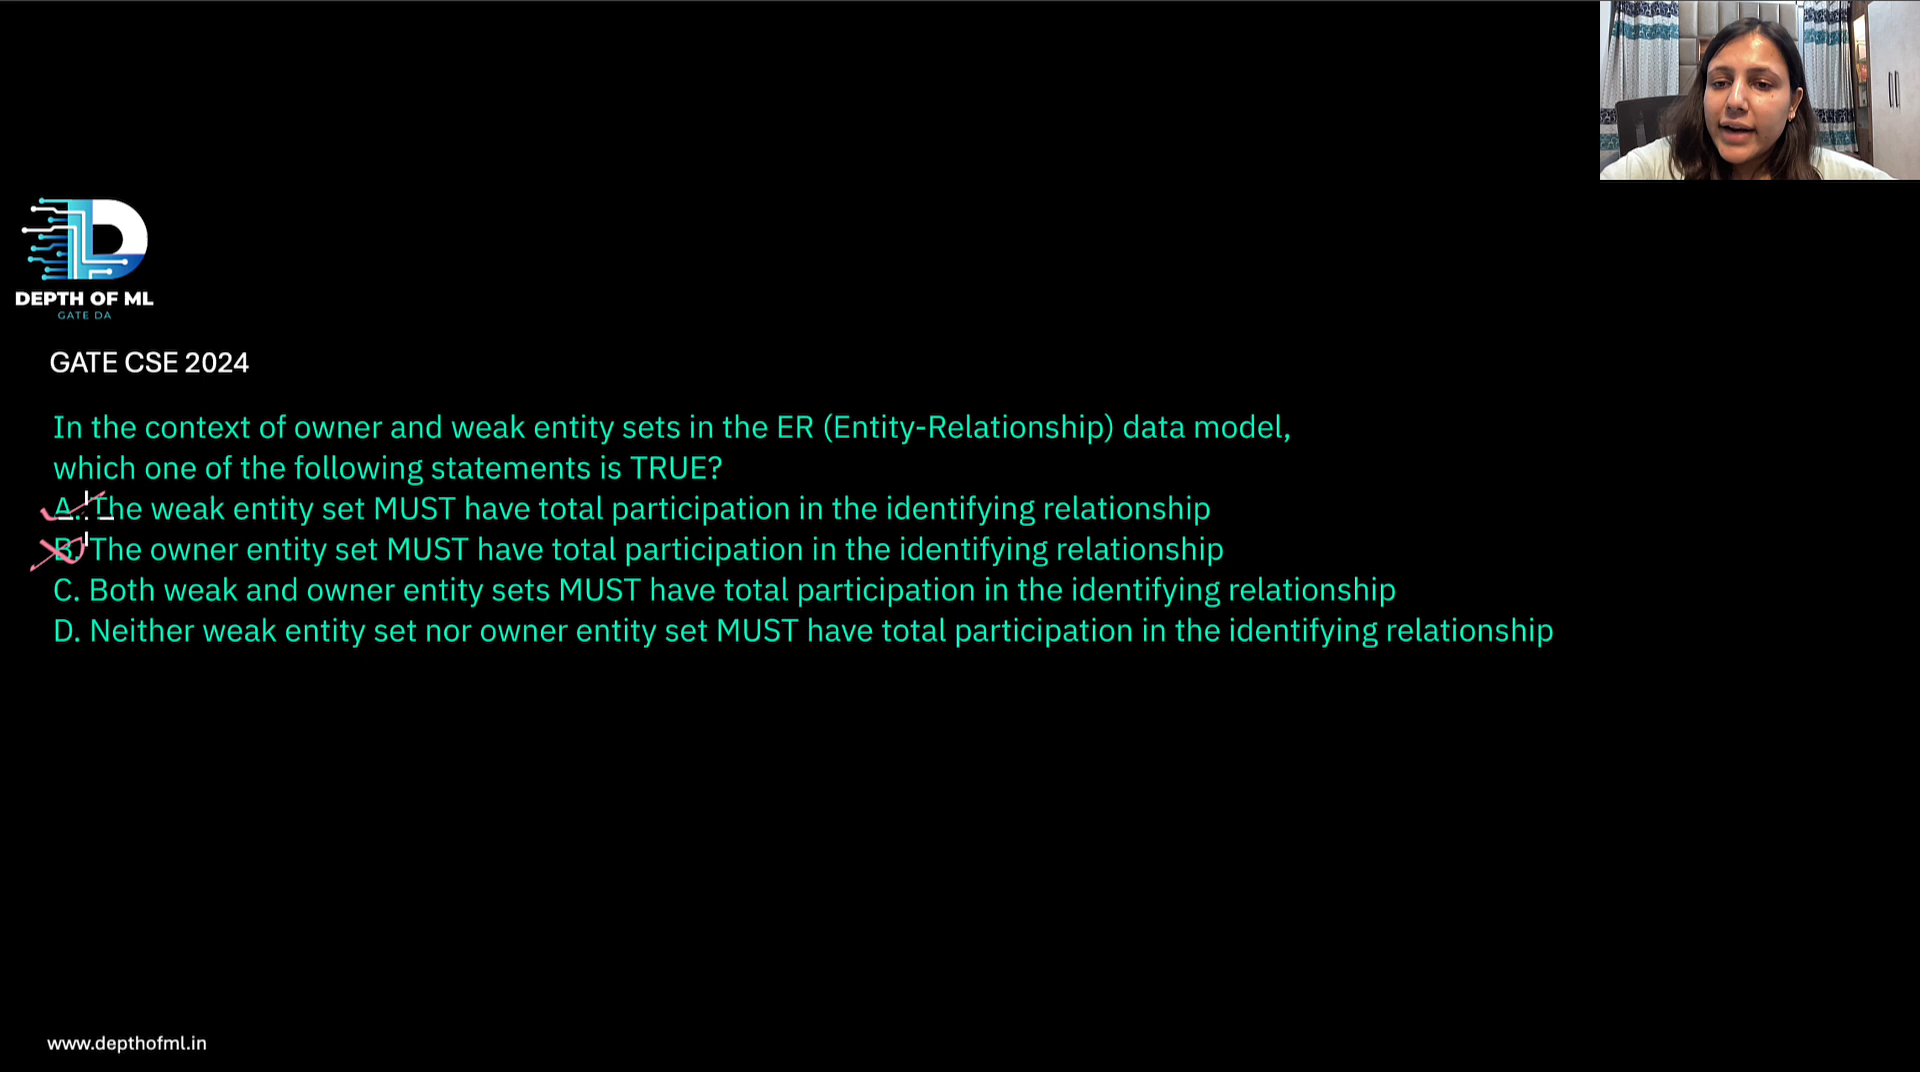 DEPTH OF ML
GATE DA
GATE CSE 2024
In the context of owner and weak entity sets in the ER (Entity-Relationship) data model,
which one of the following statements is TRUE?
A. The weak entity set MUST have total participation in the identifying relationship
B. The owner entity set MUST have total participation in the identifying relationship
C. Both weak and owner entity sets MUST have total participation in the identifying relationship
D. Neither weak entity set nor owner entity set MUST have total participation in the identifying relationship
www.depthofml.in